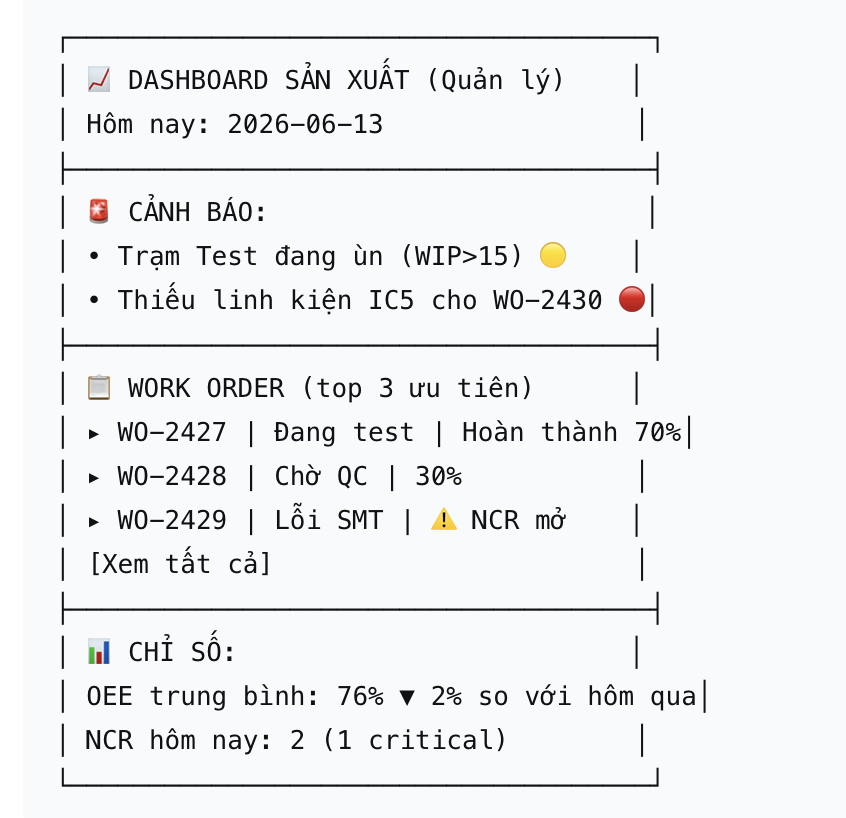 📈 DASHBOARD SẢN XUẤT (Quản lý)
Hôm nay: 2026-06-13
🚨 CẢNH BÁO:
• Trạm Test đang ùn (WIP>15) 🟡
• Thiếu linh kiện IC5 cho WO-2430 🔴
📋 WORK ORDER (top 3 ưu tiên)
▸ WO-2427 | Đang test | Hoàn thành 70%
▸ WO-2428 | Chờ QC | 30%
▸ WO-2429 | Lỗi SMT | ⚠️ NCR mở
[Xem tất cả]
📊 CHỈ SỐ:
OEE trung bình: 76% ▼ 2% so với hôm qua
NCR hôm nay: 2 (1 critical)